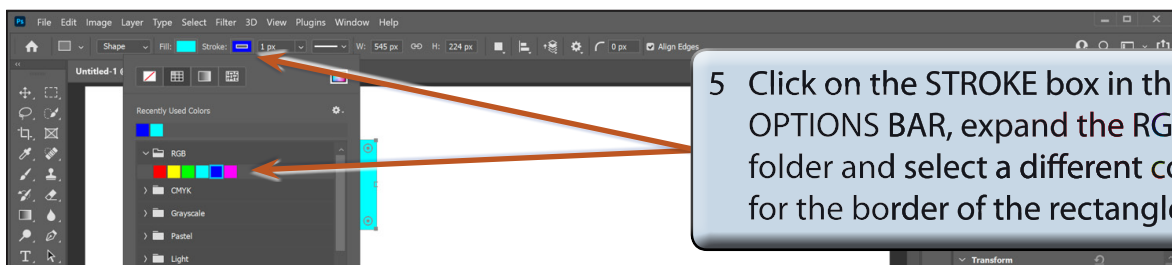 Ps File Edit Image Layer Type Select Filter 3D View Plugins Window Help
Shape Fill: Stroke: 1 px W: 545 px H: 224 px 0 px Align Edges
Untitled-1 (
Recently Used Colors
RGB
CMYK
Grayscale
Pastel
Light
5 Click on the STROKE box in th
OPTIONS BAR, expand the RG
folder and select a different co
for the border of the rectangle
Transform